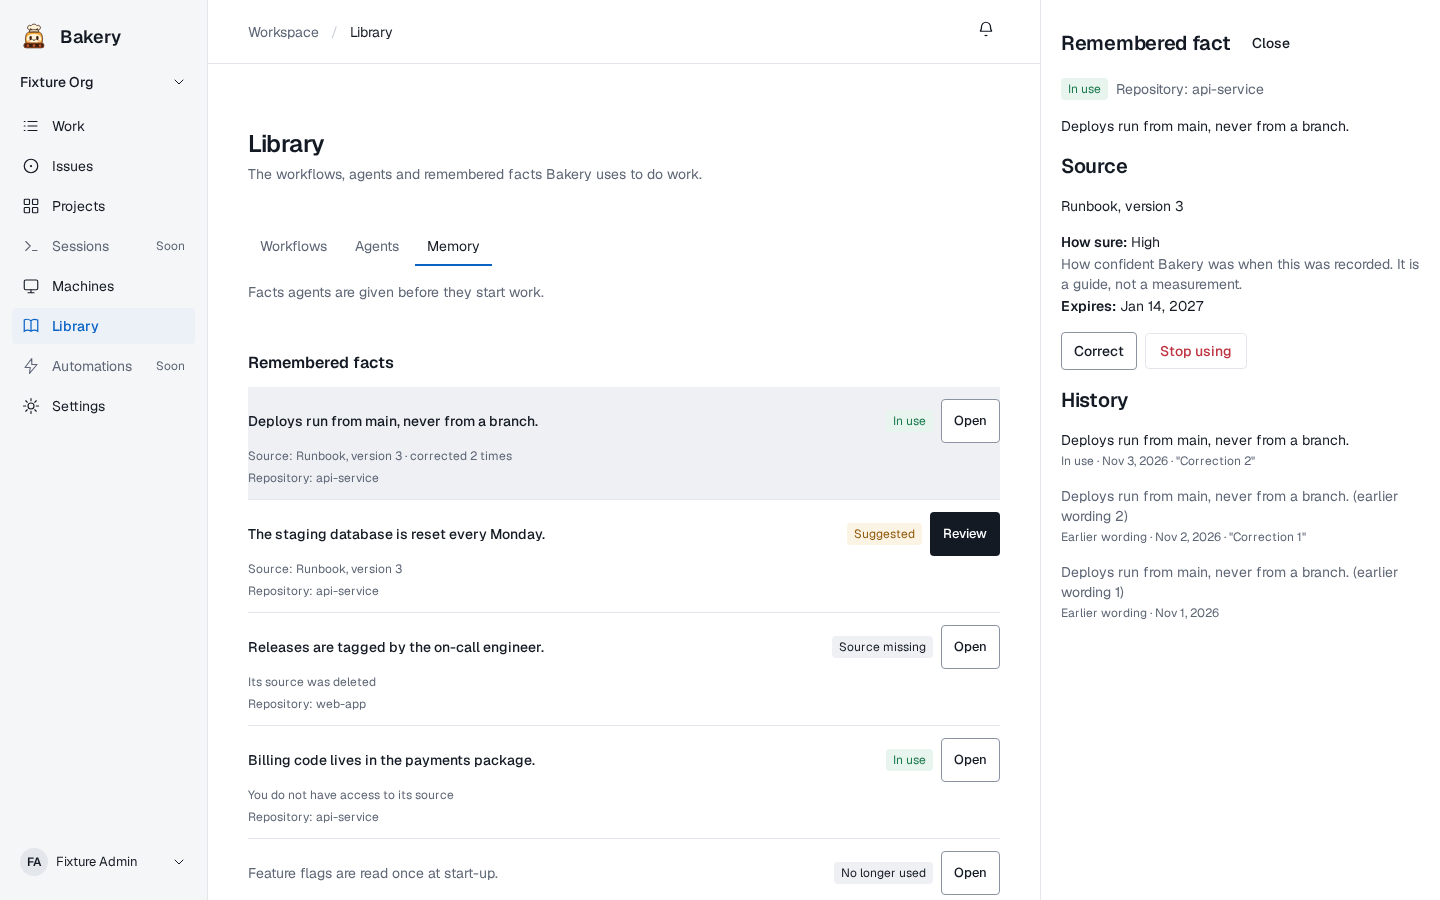 Bakery
Fixture Org
Work
Issues
Projects
Sessions Soon
Machines
Library
Automations Soon
Settings
FA Fixture Admin
Workspace / Library
Library
The workflows, agents and remembered facts Bakery uses to do work.
Workflows Agents Memory
Facts agents are given before they start work.
Remembered facts
Deploys run from main, never from a branch. In use Open
Source: Runbook, version 3 · corrected 2 times
Repository: api-service
The staging database is reset every Monday. Suggested Review
Source: Runbook, version 3
Repository: api-service
Releases are tagged by the on-call engineer. Source missing Open
Its source was deleted
Repository: web-app
Billing code lives in the payments package. In use Open
You do not have access to its source
Repository: api-service
Feature flags are read once at start-up. No longer used Open
Remembered fact Close
In use Repository: api-service
Deploys run from main, never from a branch.
Source
Runbook, version 3
How sure: High
How confident Bakery was when this was recorded. It is
a guide, not a measurement.
Expires: Jan 14, 2027
Correct Stop using
History
Deploys run from main, never from a branch.
In use · Nov 3, 2026 · "Correction 2"
Deploys run from main, never from a branch. (earlier
wording 2)
Earlier wording · Nov 2, 2026 · "Correction 1"
Deploys run from main, never from a branch. (earlier
wording 1)
Earlier wording · Nov 1, 2026